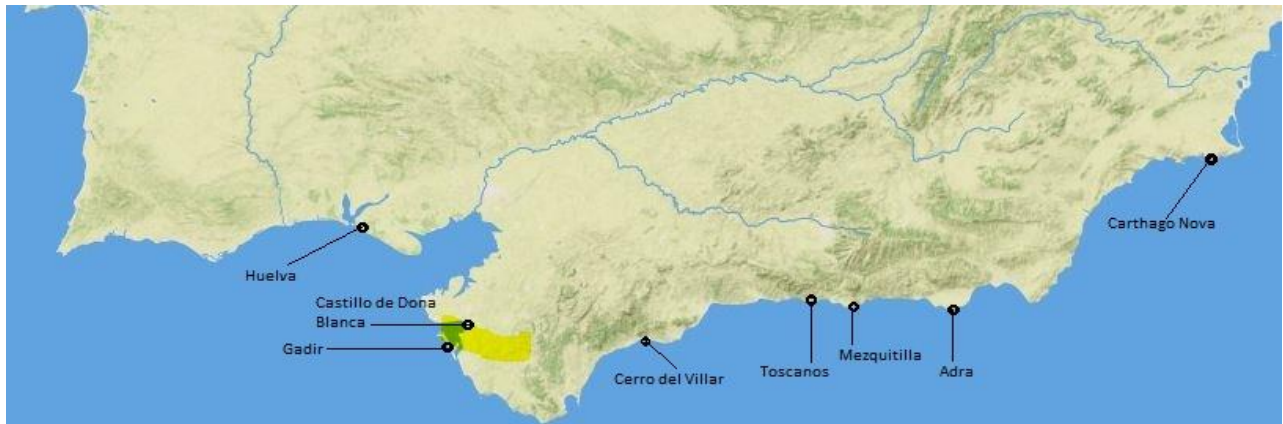 Huelva
Castillo de Dona
Blanca
Gadir
Cerro del Villar
Toscanos
Mezquitilla
Adra
Carthago Nova